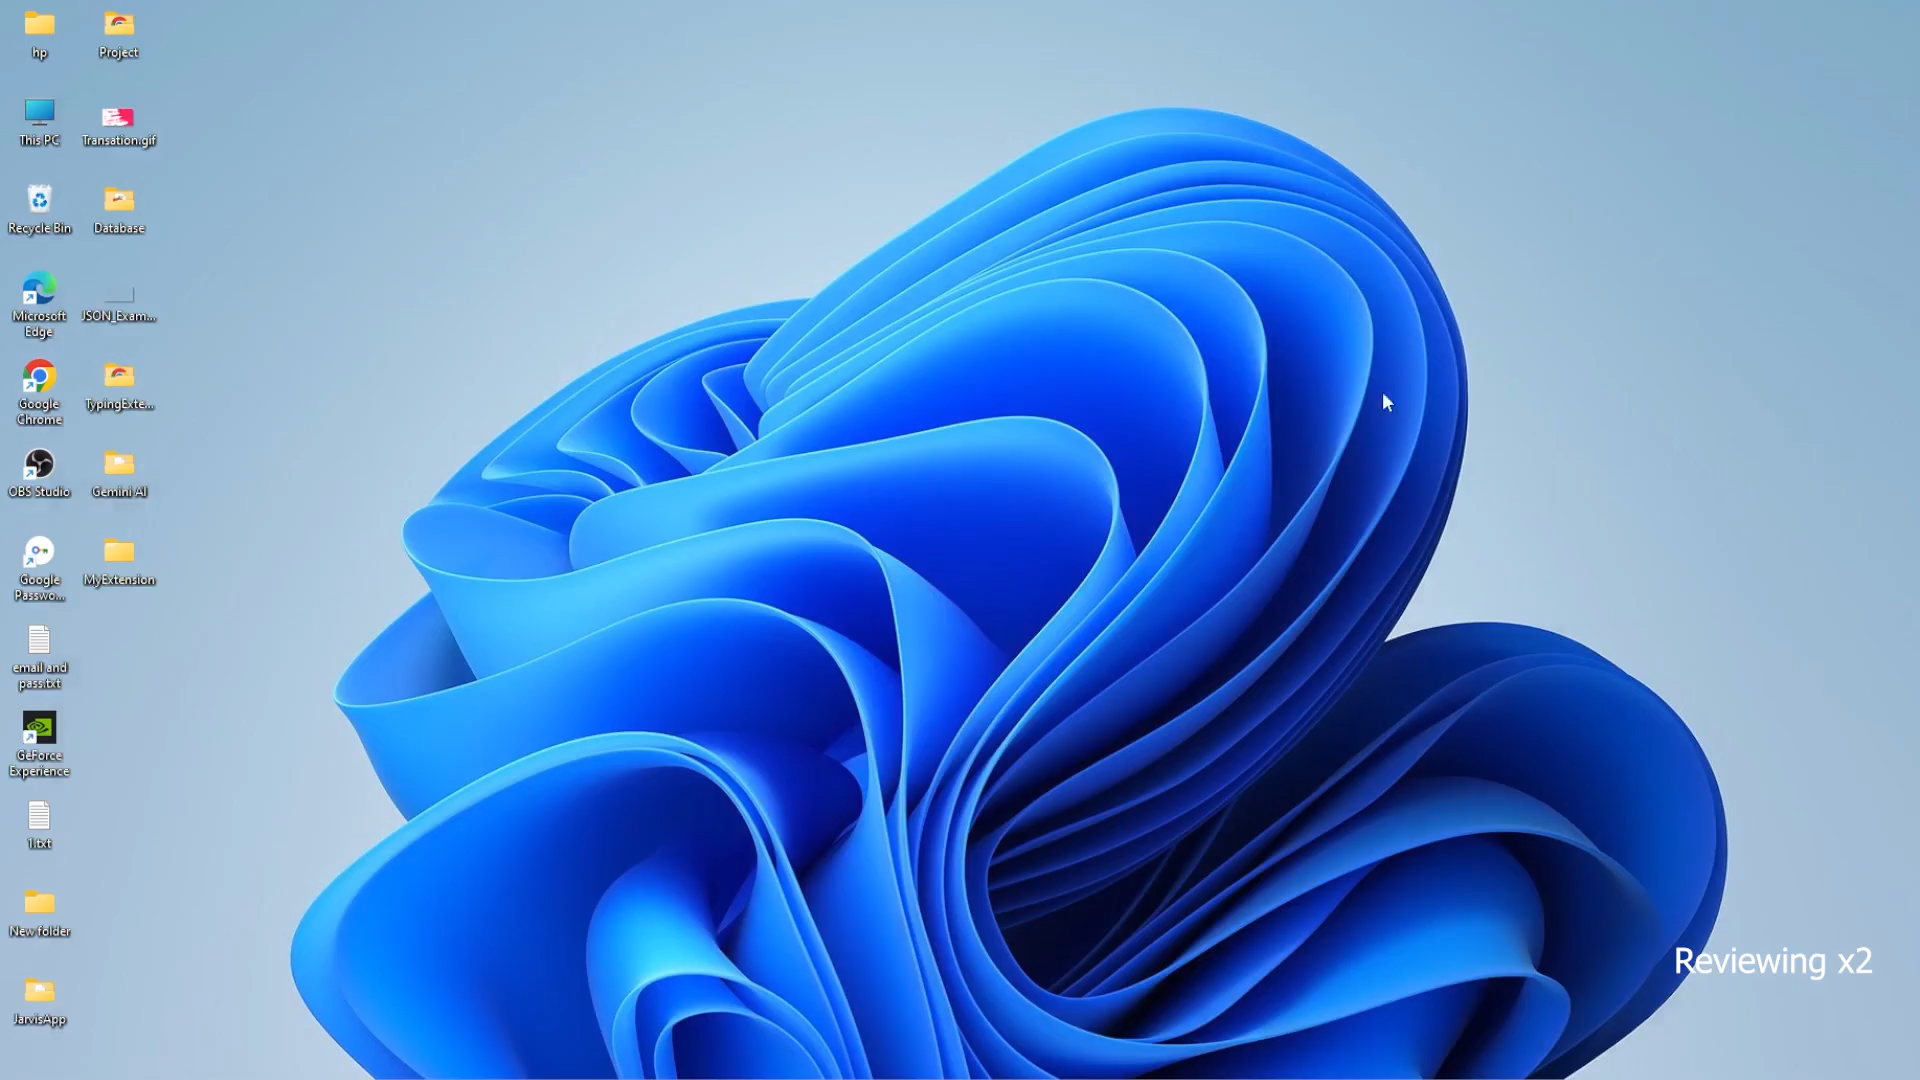 hp
Project
This PC
Transation.gif
Recycle Bin
Database
Microsoft
Edge
JSON_Exam...
Google
Chrome
TypingExte...
OBS Studio
Gemini AI
Google
Passwo...
MyExtension
email and
pass.txt
GeForce
Experience
1.txt
New folder
JarvisApp
Reviewing x2